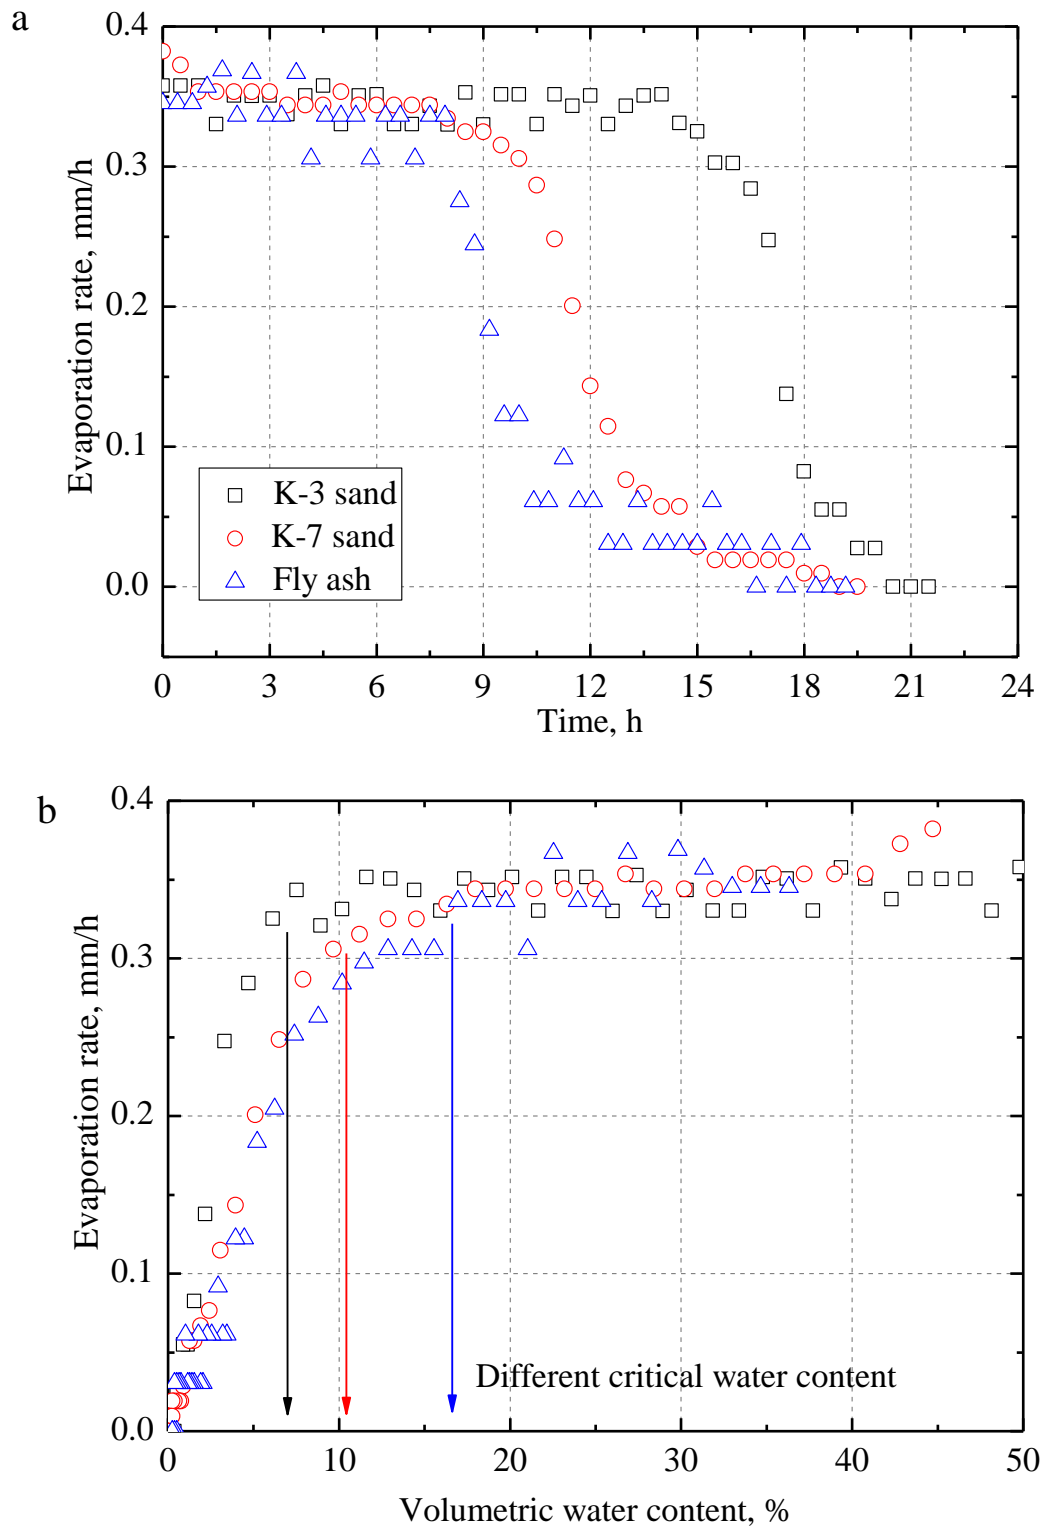 a
0.4
0.3
0.2
0.1
0.0
Evaporation rate, mm/h
K-3 sand
K-7 sand
Fly ash
0 3 6 9 12 15 18 21 24
Time, h
b
0.4
0.3
0.2
0.1
0.0
Evaporation rate, mm/h
Different critical water content
0 10 20 30 40 50
Volumetric water content, %